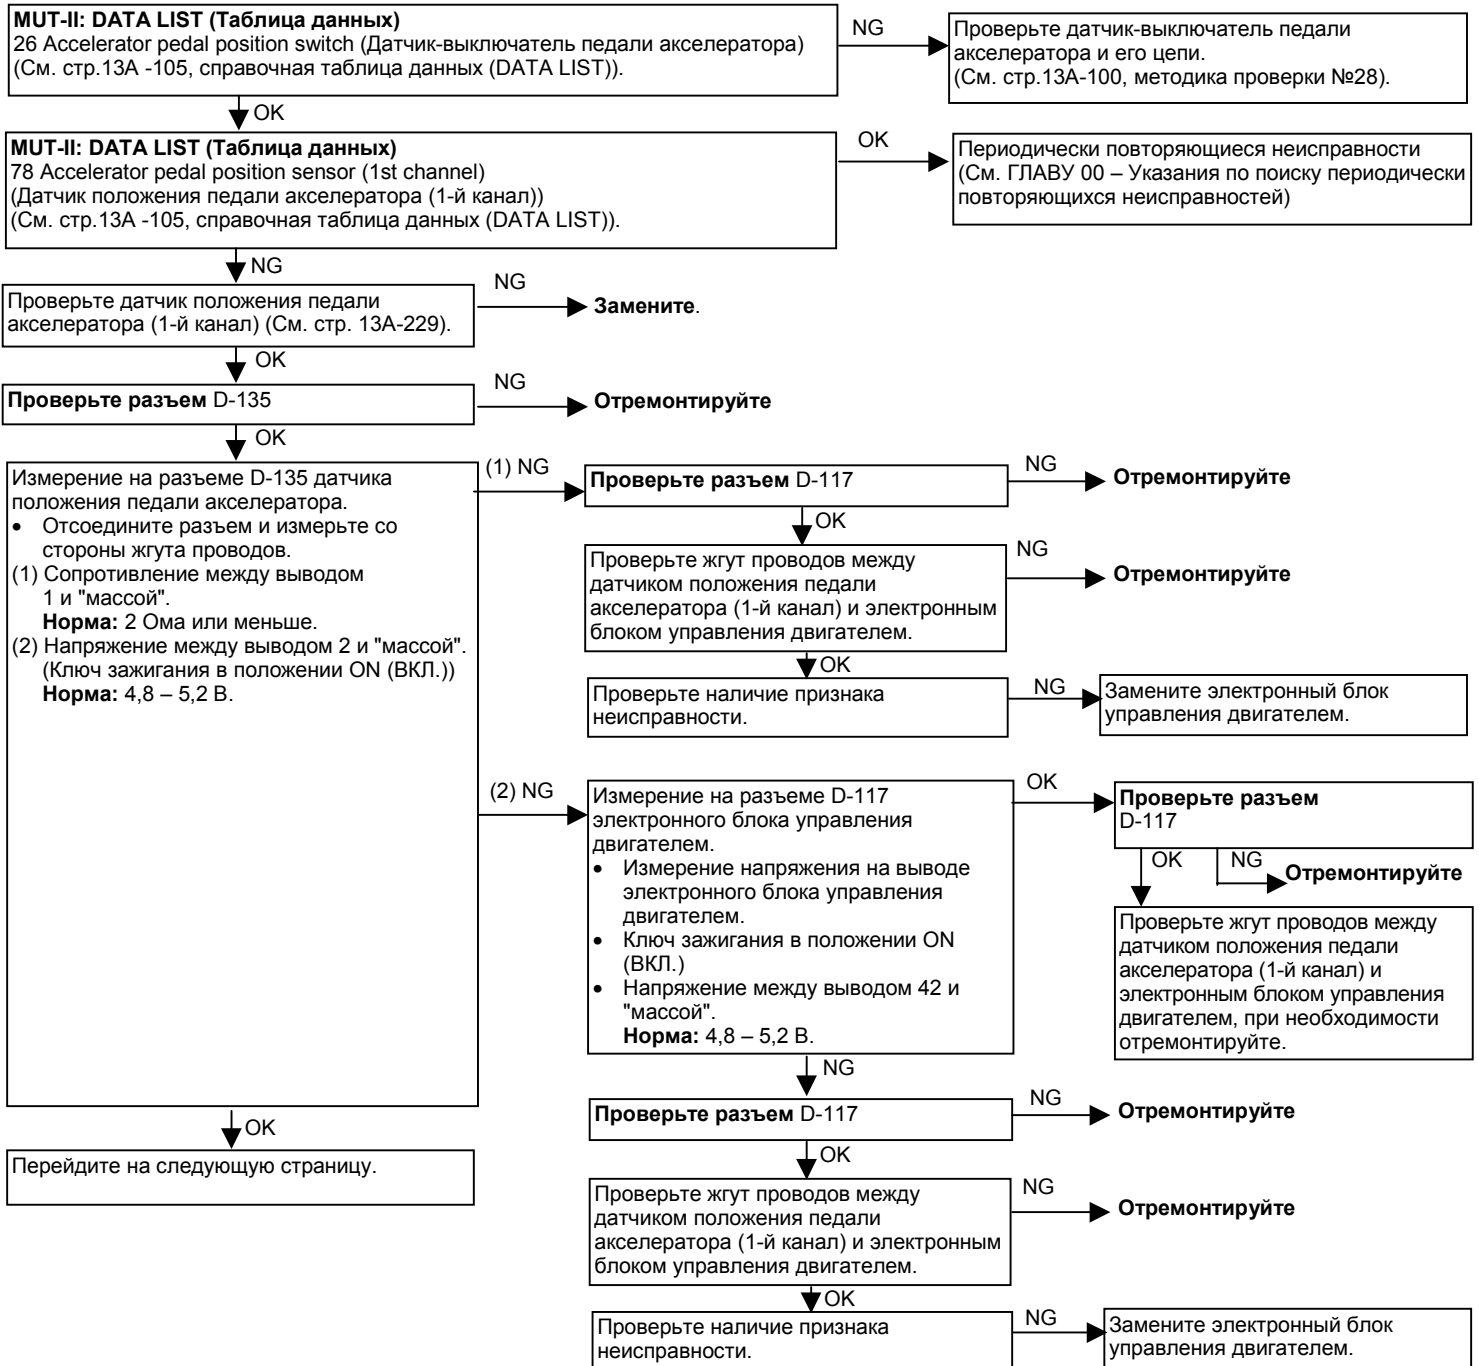 MUT-II: DATA LIST (Таблица данных)
26 Accelerator pedal position switch (Датчик-выключатель педали акселератора)
(См. стр.13А -105, справочная таблица данных (DATA LIST)).
NG
Проверьте датчик-выключатель педали
акселератора и его цепи.
(См. стр.13А-100, методика проверки №28).
OK
MUT-II: DATA LIST (Таблица данных)
78 Accelerator pedal position sensor (1st channel)
(Датчик положения педали акселератора (1-й канал))
(См. стр.13А -105, справочная таблица данных (DATA LIST)).
OK
Периодически повторяющиеся неисправности
(См. ГЛАВУ 00 – Указания по поиску периодически
повторяющихся неисправностей)
NG
Проверьте датчик положения педали
акселератора (1-й канал) (См. стр. 13А-229).
NG
Замените.
OK
Проверьте разъем D-135
NG
Отремонтируйте
OK
Измерение на разъеме D-135 датчика
положения педали акселератора.
• Отсоедините разъем и измерьте со
стороны жгута проводов.
(1) Сопротивление между выводом
1 и "массой".
Норма: 2 Ома или меньше.
(2) Напряжение между выводом 2 и "массой".
(Ключ зажигания в положении ON (ВКЛ.))
Норма: 4,8 – 5,2 В.
(1) NG
Проверьте разъем D-117
NG
Отремонтируйте
OK
Проверьте жгут проводов между
датчиком положения педали
акселератора (1-й канал) и электронным
блоком управления двигателем.
NG
Отремонтируйте
OK
Проверьте наличие признака
неисправности.
NG
Замените электронный блок
управления двигателем.
(2) NG
Измерение на разъеме D-117
электронного блока управления
двигателем.
• Измерение напряжения на выводе
электронного блока управления
двигателем.
• Ключ зажигания в положении ON
(ВКЛ.)
• Напряжение между выводом 42 и
"массой".
Норма: 4,8 – 5,2 В.
OK
Проверьте разъем
D-117
OK
NG
Отремонтируйте
Проверьте жгут проводов между
датчиком положения педали
акселератора (1-й канал) и
электронным блоком управления
двигателем, при необходимости
отремонтируйте.
NG
Проверьте разъем D-117
NG
Отремонтируйте
OK
Перейдите на следующую страницу.
OK
Проверьте жгут проводов между
датчиком положения педали
акселератора (1-й канал) и электронным
блоком управления двигателем.
NG
Отремонтируйте
OK
Проверьте наличие признака
неисправности.
NG
Замените электронный блок
управления двигателем.